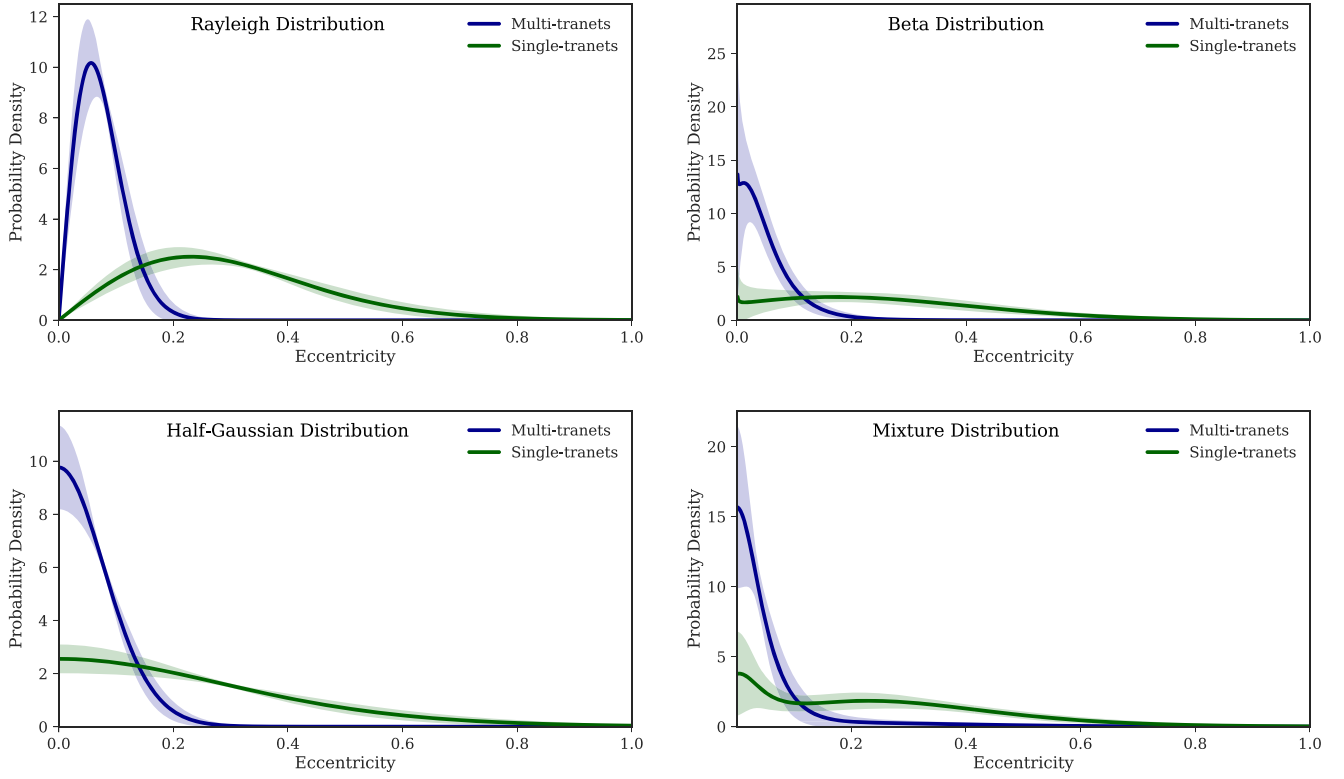 Rayleigh Distribution
Multi-tranets
Single-tranets
Probability Density
12
10
8
6
4
2
0
0.0 0.2 0.4 0.6 0.8 1.0
Eccentricity
Beta Distribution
Multi-tranets
Single-tranets
Probability Density
25
20
15
10
5
0
0.0 0.2 0.4 0.6 0.8 1.0
Eccentricity
Half-Gaussian Distribution
Multi-tranets
Single-tranets
Probability Density
10
8
6
4
2
0
0.0 0.2 0.4 0.6 0.8 1.0
Eccentricity
Mixture Distribution
Multi-tranets
Single-tranets
Probability Density
20
15
10
5
0
0.2 0.4 0.6 0.8 1.0
Eccentricity